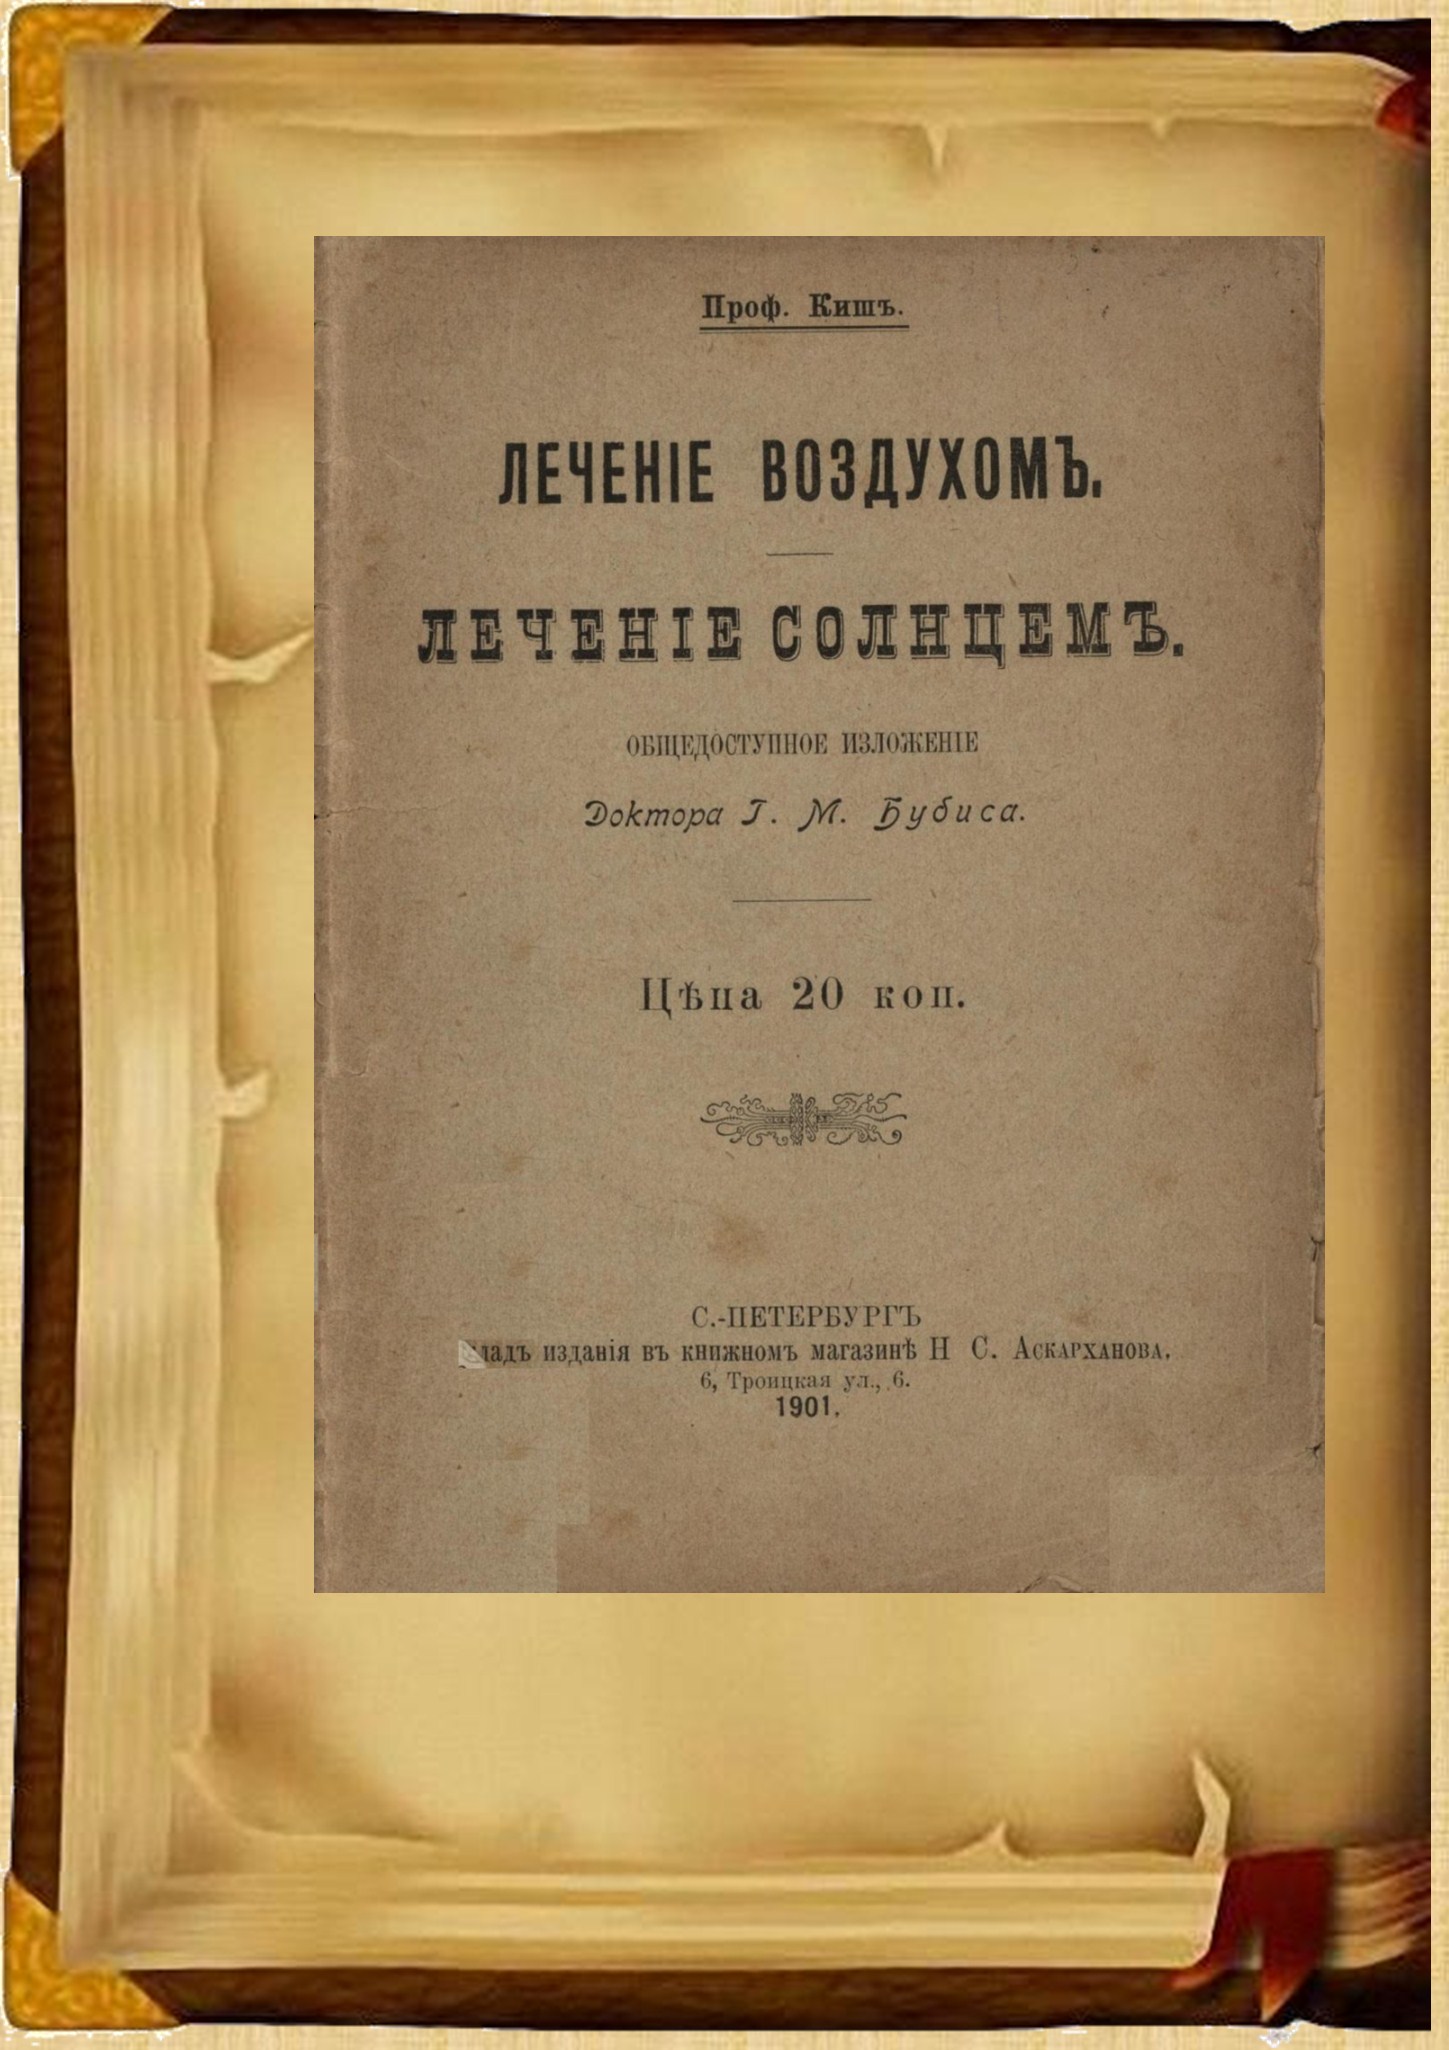 Проф. Кишъ.
ЛЕЧЕНІЕ ВОЗДУХОМЪ.
ЛЕЧЕНІЕ СОЛНЦЕМЪ.
ОБЩЕДОСТУПНОЕ ИЗЛОЖЕНІЕ
Доктора Г. М. Бубиса.
Цѣна 20 коп.
С.-ПЕТЕРБУРГЪ
изданія въ книжномъ магазинѣ Н С. Аскарханова,
6, Троицкая ул., 6.
1901.